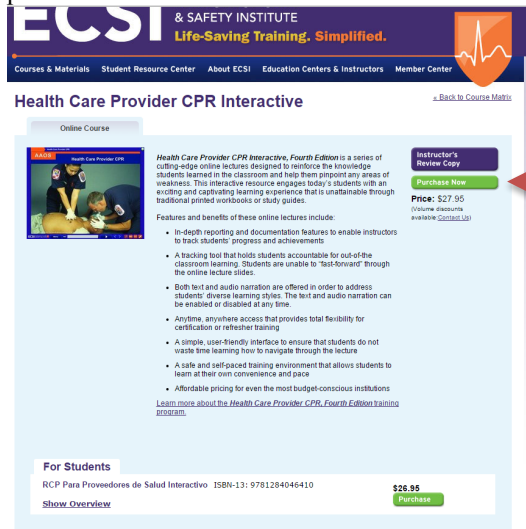 ECSI
& SAFETY INSTITUTE
Life-Saving Training. Simplified.
Courses & Materials Student Resource Center About ECSI Education Centers & Instructors Member Center
Health Care Provider CPR Interactive
« Back to Course Matrix
Online Course
AAOS
Health Care Provider CPR
Health Care Provider CPR Interactive, Fourth Edition is a series of
cutting-edge online lectures designed to reinforce the knowledge
students learned in the classroom and help them pinpoint any areas of
weakness. This interactive resource engages today's students with an
exciting and captivating learning experience that is unattainable through
traditional printed workbooks or study guides.
Features and benefits of these online lectures include:
• In-depth reporting and documentation features to enable instructors
to track students' progress and achievements
• A tracking tool that holds students accountable for out-of-the
classroom learning. Students are unable to "fast-forward" through
the online lecture slides.
• Both text and audio narration are offered in order to address
students' diverse learning styles. The text and audio narration can
be enabled or disabled at any time.
• Anytime, anywhere access that provides total flexibility for
certification or refresher training
• A simple, user-friendly interface to ensure that students do not
waste time learning how to navigate through the lecture
• A safe and self-paced training environment that allows students to
learn at their own convenience and pace
• Affordable pricing for even the most budget-conscious institutions
Learn more about the Health Care Provider CPR, Fourth Edition training
program.
Instructor's
Review Copy
Purchase Now
Price: $27.95
(Volume discounts
available:Contact Us)
For Students
RCP Para Proveedores de Salud Interactivo ISBN-13: 9781284046410
$26.95
Show Overview
Purchase